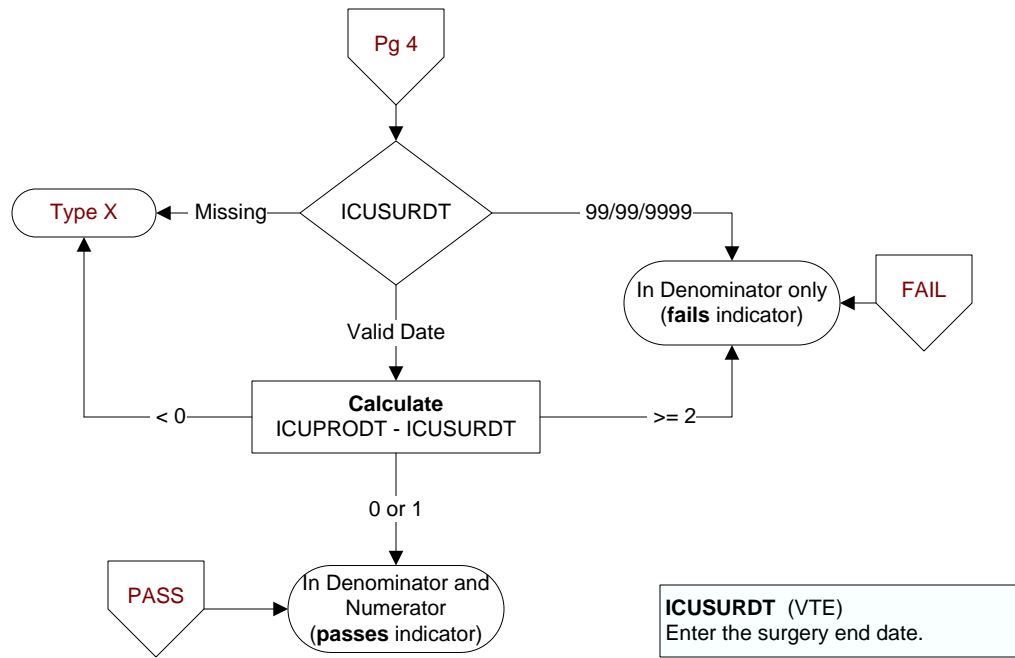 Pg 4
ICUSURDT
Type X
Missing
99/99/9999
In Denominator only
(fails indicator)
FAIL
Valid Date
Calculate
ICUPRODT - ICUSURDT
< 0
>= 2
0 or 1
PASS
In Denominator and
Numerator
(passes indicator)
ICUSURDT (VTE)
Enter the surgery end date.